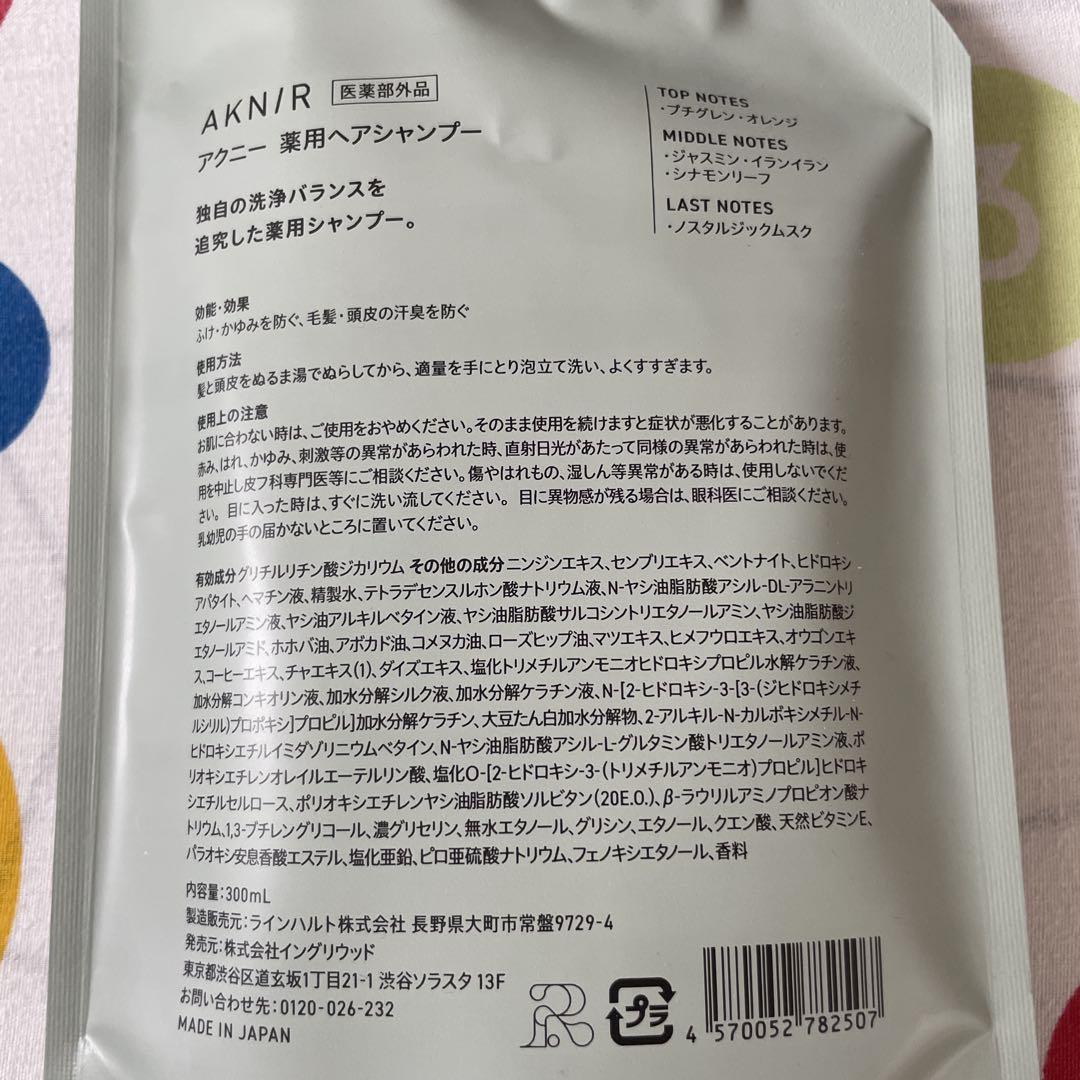 AKN/R 医薬部外品
アクニー 薬用ヘアシャンプー
独自の洗浄バランスを
追究した薬用シャンプー。
TOP NOTES
・プチグレン・オレンジ
MIDDLE NOTES
・ジャスミン・イランイラン
・シナモンリーフ
LAST NOTES
・ノスタルジックムスク
効能・効果
ふけ・かゆみを防ぐ、毛髪・頭皮の汗臭を防ぐ
使用方法
髪と頭皮をぬるま湯でぬらしてから、適量を手にとり泡立て洗い、よくすすぎます。
使用上の注意
お肌に合わない時は、ご使用をおやめください。そのまま使用を続けますと症状が悪化することがあります。
赤み、はれ、かゆみ、刺激等の異常があらわれた時、直射日光があたって同様の異常があらわれた時は、使
用を中止し皮フ科専門医等にご相談ください。傷やはれもの、湿しん等異常がある時は、使用しないでくだ
さい。目に入った時は、すぐに洗い流してください。 目に異物感が残る場合は、眼科医にご相談ください。
乳幼児の手の届かないところに置いてください。
有効成分グリチルリチン酸ジカリウム その他の成分 ニンジンエキス、センブリエキス、ベントナイト、ヒドロキシ
アパタイト、ヘマチン液、精製水、テトラデセンスルホン酸ナトリウム液、N-ヤシ油脂肪酸アシル-DL-アラニントリ
エタノールアミン液、ヤシ油アルキルベタイン液、ヤシ油脂肪酸サルコシントリエタノールアミン、ヤシ油脂肪酸ジ
エタノールアミド、ホホバ油、アボカド油、コメヌカ油、ローズヒップ油、マツエキス、ヒメフウロエキス、オウゴンエキ
ス、コーヒーエキス、チャエキス(1)、ダイズエキス、塩化トリメチルアンモニオヒドロキシプロピル水解ケラチン液、
加水分解コンキオリン液、加水分解シルク液、加水分解ケラチン液、N-[2-ヒドロキシ-3-[3-(ジヒドロキシメチ
ルシリル)プロポキシ]プロピル]加水分解ケラチン、大豆たん白加水分解物、2-アルキル-N-カルボキシメチル-N-
ヒドロキシエチルイミダゾリニウムベタイン、N-ヤシ油脂肪酸アシル-L-グルタミン酸トリエタノールアミン液、ポ
リオキシエチレンオレイルエーテルリン酸、塩化O-[2-ヒドロキシ-3-(トリメチルアンモニオ)プロピル]ヒドロキ
シエチルセルロース、ポリオキシエチレンヤシ油脂肪酸ソルビタン(20E.O.)、β-ラウリルアミノプロピオン酸ナ
トリウム、1,3-ブチレングリコール、濃グリセリン、無水エタノール、グリシン、エタノール、クエン酸、天然ビタミンE、
パラオキシ安息香酸エステル、塩化亜鉛、ピロ亜硫酸ナトリウム、フェノキシエタノール、香料
内容量:300mL
製造販売元:ラインハルト株式会社 長野県大町市常盤9729-4
発売元:株式会社イングリウッド
東京都渋谷区道玄坂1丁目21-1 渋谷ソラスタ 13F
お問い合わせ先:0120-026-232
MADE IN JAPAN
R
プラ
4 570052 782507
3